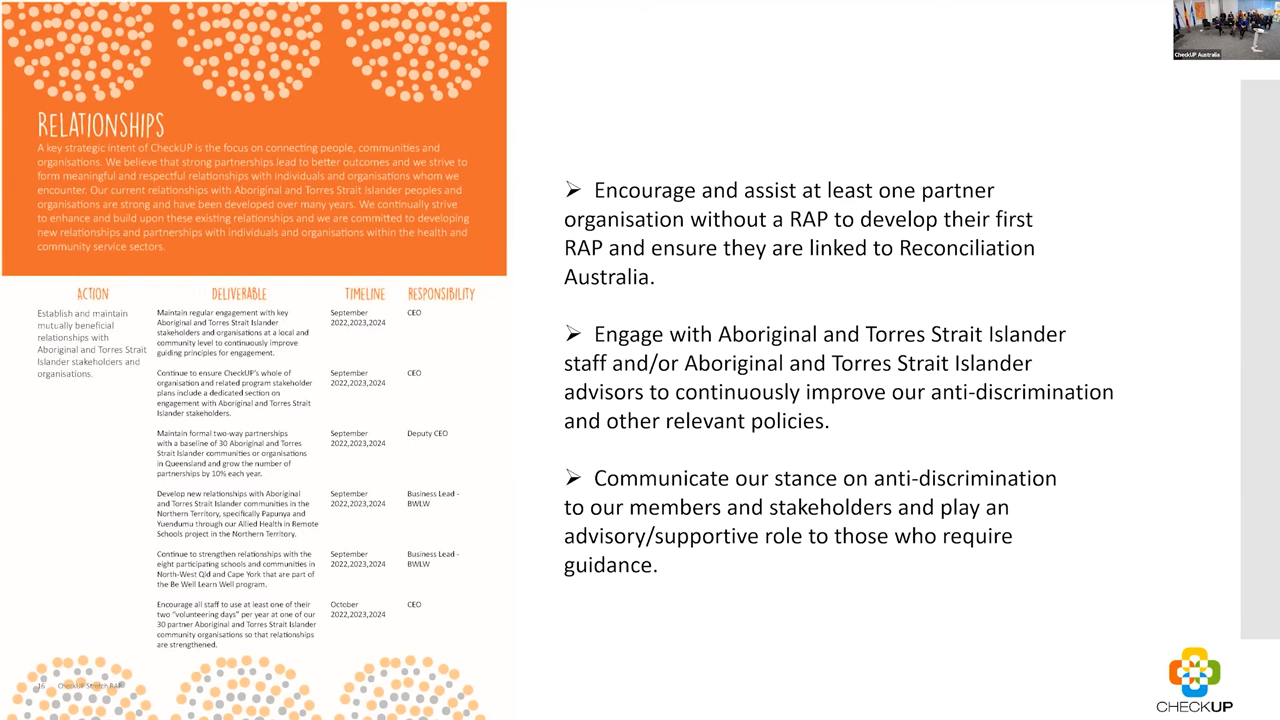 RELATIONSHIPS
A key strategic intent of CheckUP is the focus on connecting people, communities and
organisations. We believe that strong partnerships lead to better outcomes and we strive to
form meaningful and respectful relationships with individuals and organisations whom we
encounter. Our current relationships with Aboriginal and Torres Strait Islander peoples and
organisations are strong and have been developed over many years. We continually strive
to enhance and build upon these existing relationships and we are committed to developing
new relationships and partnerships with individuals and organisations within the health and
community service sectors.
ACTION DELIVERABLE TIMELINE RESPONSIBILITY
Establish and maintain
mutually beneficial
relationships with
Aboriginal and Torres Strait
Islander stakeholders and
organisations.
Maintain regular engagement with key
Aboriginal and Torres Strait Islander
stakeholders and organisations at a local and
community level to continuously improve
guiding principles for engagement.
September
2022,2023,2024
CEO
Continue to ensure CheckUP's whole of
organisation and related program stakeholder
plans include a dedicated section on
engagement with Aboriginal and Torres Strait
Islander stakeholders.
September
2022,2023,2024
CEO
Maintain formal two-way partnerships
with a baseline of 30 Aboriginal and Torres
Strait Islander communities or organisations
in Queensland and grow the number of
partnerships by 10% each year.
September
2022,2023,2024
Deputy CEO
Develop new relationships with Aboriginal
and Torres Strait Islander communities in the
Northern Territory, specifically Papunya and
Yuendumu through our Allied Health in Remote
Schools project in the Northern Territory.
September
2022,2023,2024
Business Lead -
BWLW
Continue to strengthen relationships with the
eight participating schools and communities in
North-West Qld and Cape York that are part of
the Be Well Learn Well program.
September
2022,2023,2024
Business Lead -
BWLW
Encourage all staff to use at least one of their
two "volunteering days" per year at one of our
30 partner Aboriginal and Torres Strait Islander
community organisations so that relationships
are strengthened.
October
2022,2023,2024
CEO
16 CheckUP Stretch RAP
➢ Encourage and assist at least one partner
organisation without a RAP to develop their first
RAP and ensure they are linked to Reconciliation
Australia.
➢ Engage with Aboriginal and Torres Strait Islander
staff and/or Aboriginal and Torres Strait Islander
advisors to continuously improve our anti-discrimination
and other relevant policies.
➢ Communicate our stance on anti-discrimination
to our members and stakeholders and play an
advisory/supportive role to those who require
guidance.
CheckUP Australia
CHECKUP